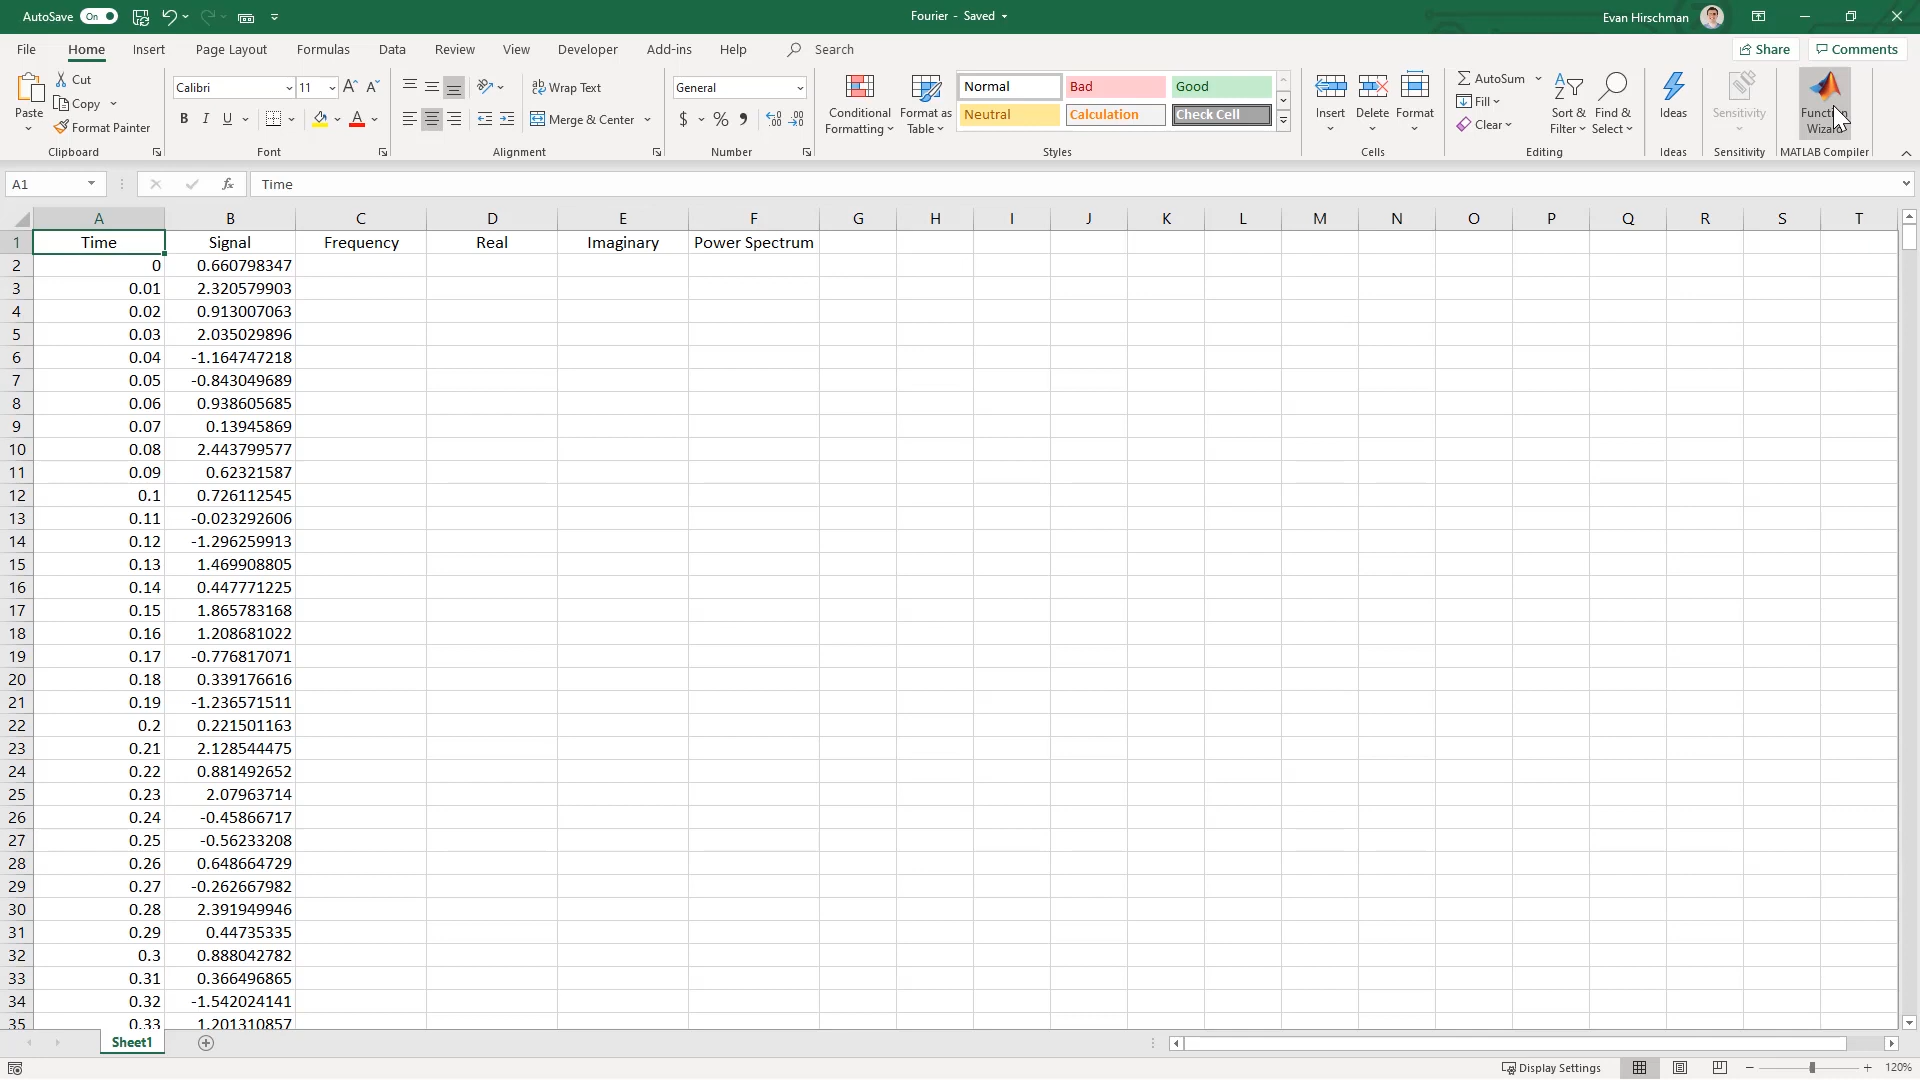 AutoSave On Fourier - Saved Evan Hirschman
File Home Insert Page Layout Formulas Data Review View Developer Add-ins Help Search Share Comments
Paste Cut Copy Format Painter Clipboard
Calibri 11 B I U A A A Font
Wrap Text Merge & Center Alignment
General $ % Number
Conditional Formatting Format as Table Normal Bad Good Neutral Calculation Check Cell Styles
Insert Delete Format Cells
AutoSum Fill Clear Sort & Filter Find & Select Editing
Ideas Ideas
Sensitivity Sensitivity
MATLAB Compiler
A1 fx Time
A B C D E F G H I J K L M N O P Q R S T
1 Time Signal Frequency Real Imaginary Power Spectrum
2 0 0.660798347
3 0.01 2.320579903
4 0.02 0.913007063
5 0.03 2.035029896
6 0.04 -1.164747218
7 0.05 -0.843049689
8 0.06 0.938605685
9 0.07 0.13945869
10 0.08 2.443799577
11 0.09 0.62321587
12 0.1 0.726112545
13 0.11 -0.023292606
14 0.12 -1.296259913
15 0.13 1.469908805
16 0.14 0.447771225
17 0.15 1.865783168
18 0.16 1.208681022
19 0.17 -0.776817071
20 0.18 0.339176616
21 0.19 -1.236571511
22 0.2 0.221501163
23 0.21 2.128544475
24 0.22 0.881492652
25 0.23 2.07963714
26 0.24 -0.45866717
27 0.25 -0.56233208
28 0.26 0.648664729
29 0.27 -0.262667982
30 0.28 2.391949946
31 0.29 0.44735335
32 0.3 0.888042782
33 0.31 0.366496865
34 0.32 -1.542024141
35 0.33 1.201310857
Sheet1
Display Settings 120%